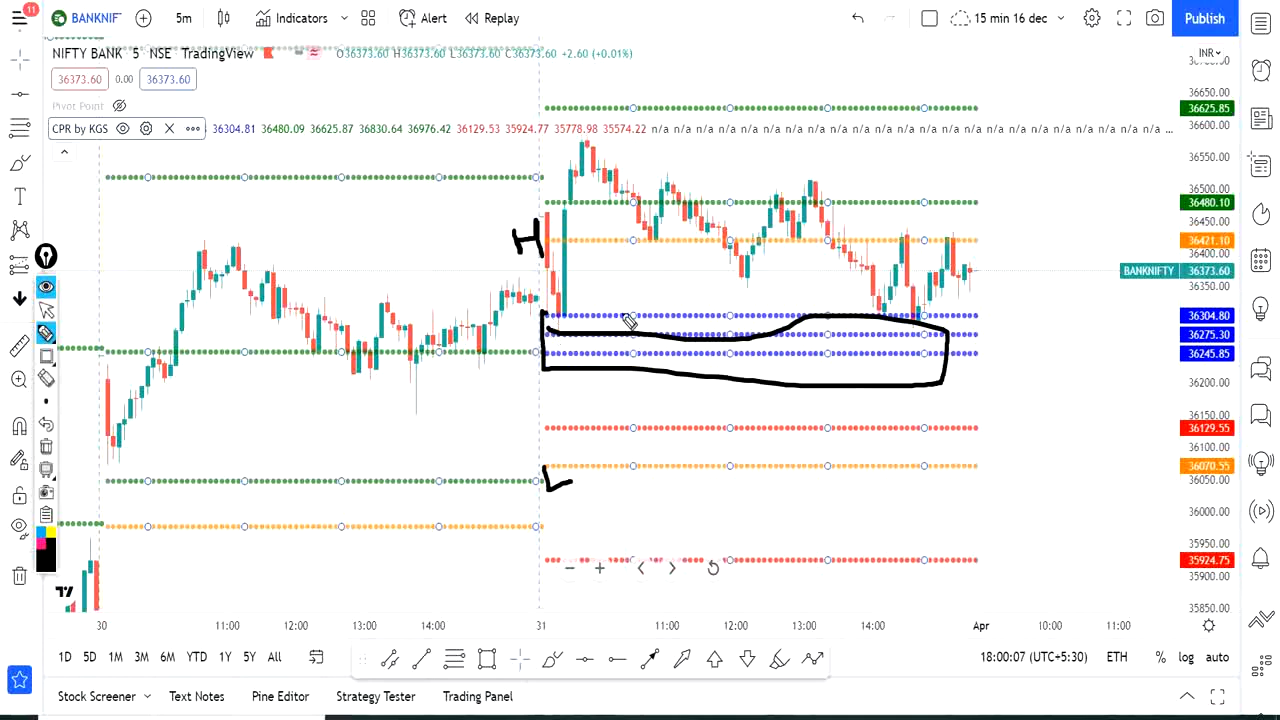 11
BANKNIF
5m
Indicators
Alert
Replay
15 min 16 dec
Publish
NIFTY BANK · 5 · NSE · TradingView
O36373.60 H36373.60 L36373.60 C36373.60 +2.60 (+0.01%)
INR
36373.60 0.00 36373.60
Pivot Point
CPR by KGS
36304.81 36480.09 36625.87 36830.64 36976.42 36129.53 35924.77 35778.98 35574.22 n/a n/a n/a n/a n/a n/a n/a n/a n/a n/a n/a n/a n/a n/a n/a n/a n/a n/a n/a n/a n/a ...
36650.00
36625.85
36600.00
36550.00
36500.00
36480.10
36450.00
36421.10
36400.00
BANKNIFTY 36373.60
36350.00
36304.80
36275.30
36245.85
36200.00
36150.00
36129.55
36100.00
36070.55
36050.00
36000.00
35950.00
35924.75
35900.00
35850.00
H
L
30 11:00 12:00 13:00 14:00 31 11:00 12:00 13:00 14:00 Apr 10:00 11:00
1D 5D 1M 3M 6M YTD 1Y 5Y All
18:00:07 (UTC+5:30) ETH % log auto
Stock Screener Text Notes Pine Editor Strategy Tester Trading Panel